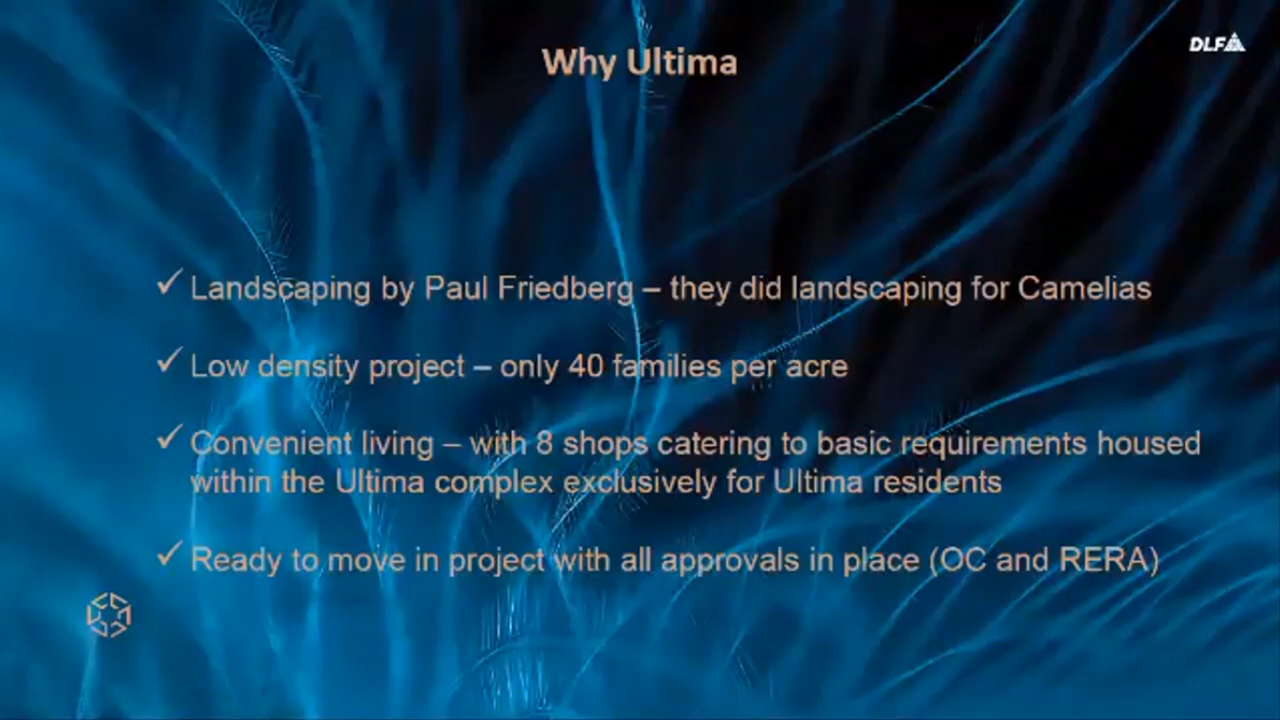 Why Ultima
DLF
✓ Landscaping by Paul Friedberg – they did landscaping for Camelias
✓ Low density project – only 40 families per acre
✓ Convenient living – with 8 shops catering to basic requirements housed
within the Ultima complex exclusively for Ultima residents
✓ Ready to move in project with all approvals in place (OC and RERA)